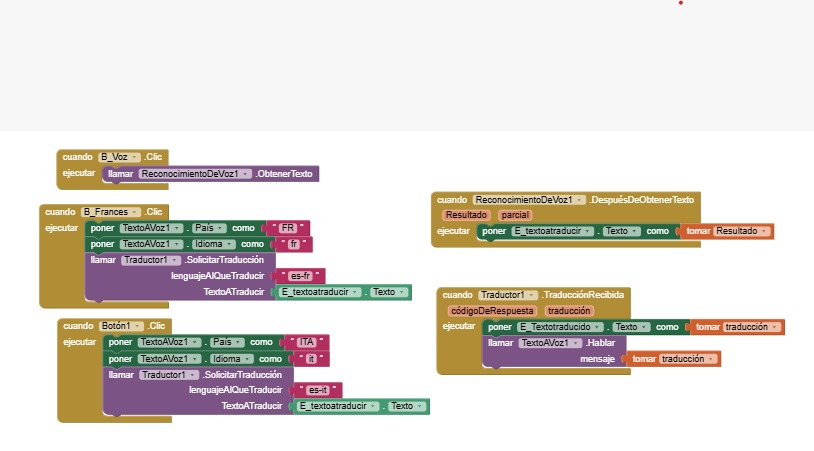 cuando B_Voz .Clic
ejecutar llamar ReconocimientoDeVoz1 .ObtenerTexto
cuando B_Frances .Clic
ejecutar poner TextoAVoz1 . País como " FR "
poner TextoAVoz1 . Idioma como " fr "
llamar Traductor1 .SolicitarTraducción
lenguajeAlQueTraducir " es-fr "
TextoATraducir E_textoatraducir . Texto
cuando Botón1 .Clic
ejecutar poner TextoAVoz1 . País como " ITA "
poner TextoAVoz1 . Idioma como " it "
llamar Traductor1 .SolicitarTraducción
lenguajeAlQueTraducir " es-it "
TextoATraducir E_textoatraducir . Texto
cuando ReconocimientoDeVoz1 .DespuésDeObtenerTexto
Resultado parcial
ejecutar poner E_textoatraducir . Texto como tomar Resultado
cuando Traductor1 .TraducciónRecibida
códigoDeRespuesta traducción
ejecutar poner E_Textotraducido . Texto como tomar traducción
llamar TextoAVoz1 .Hablar
mensaje tomar traducción